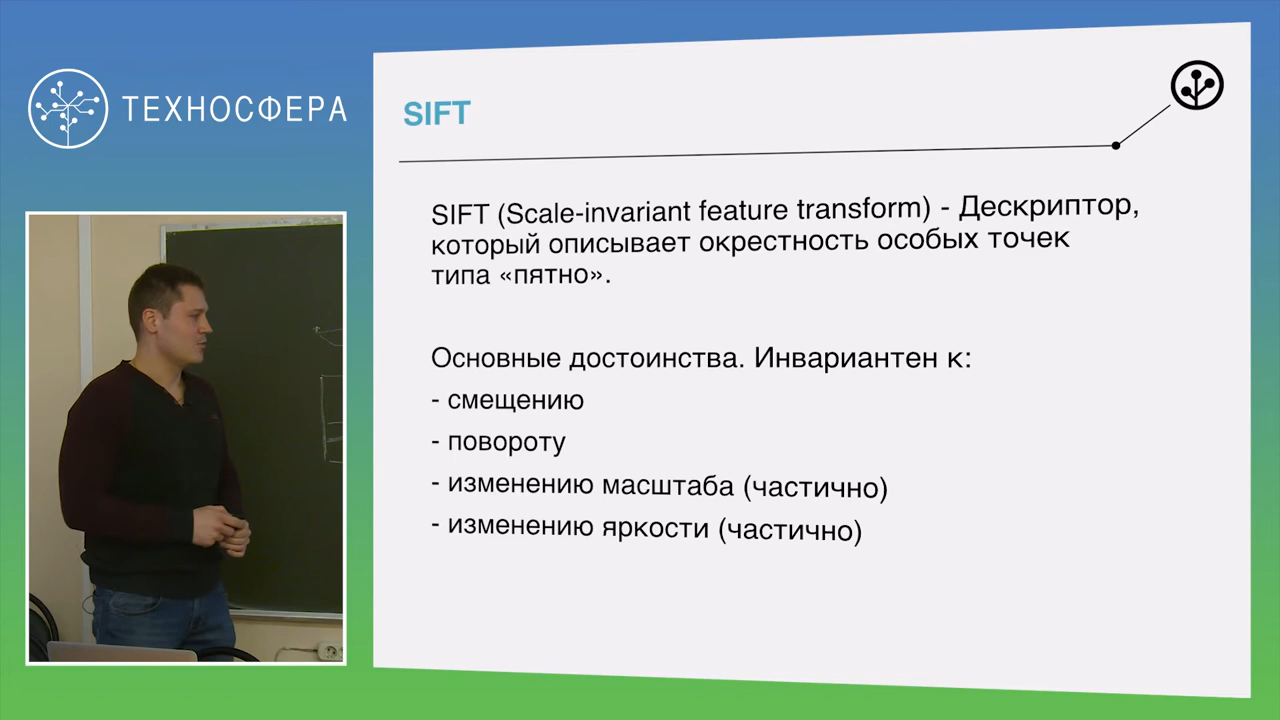 ТЕХНОСФЕРА
SIFT
SIFT (Scale-invariant feature transform) - Дескриптор,
который описывает окрестность особых точек
типа «пятно».
Основные достоинства. Инвариантен к:
- смещению
- повороту
- изменению масштаба (частично)
- изменению яркости (частично)